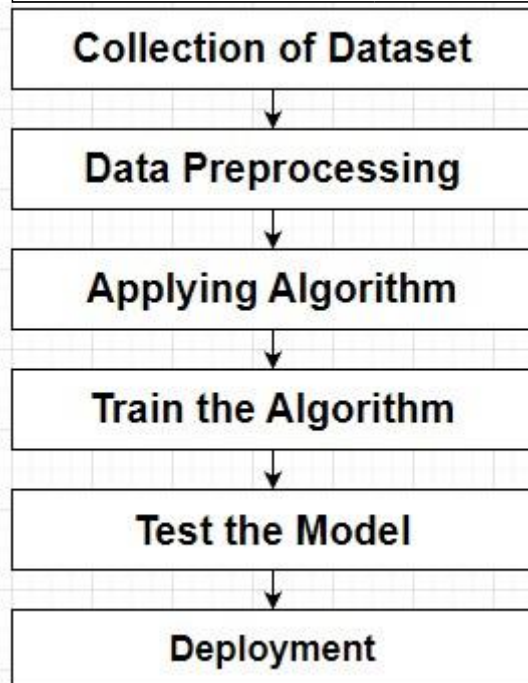 Collection of Dataset
Data Preprocessing
Applying Algorithm
Train the Algorithm
Test the Model
Deployment